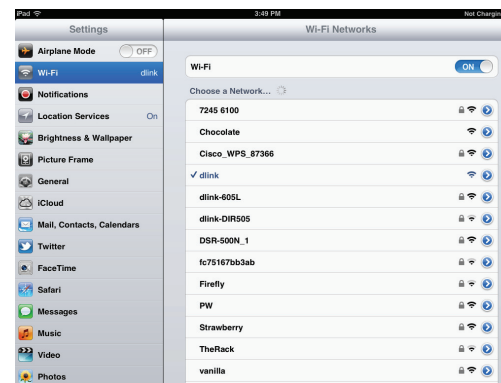 iPad
3:49 PM
Not Chargin
Settings
Wi-Fi Networks
Airplane Mode OFF
Wi-Fi dlink
Notifications
Location Services On
Brightness & Wallpaper
Picture Frame
General
iCloud
Mail, Contacts, Calendars
Twitter
FaceTime
Safari
Messages
Music
Video
Photos
Wi-Fi ON
Choose a Network...
7245 6100
Chocolate
Cisco_WPS_87366
dlink
dlink-605L
dlink-DIR505
DSR-500N_1
fc75167bb3ab
Firefly
PW
Strawberry
TheRack
vanilla